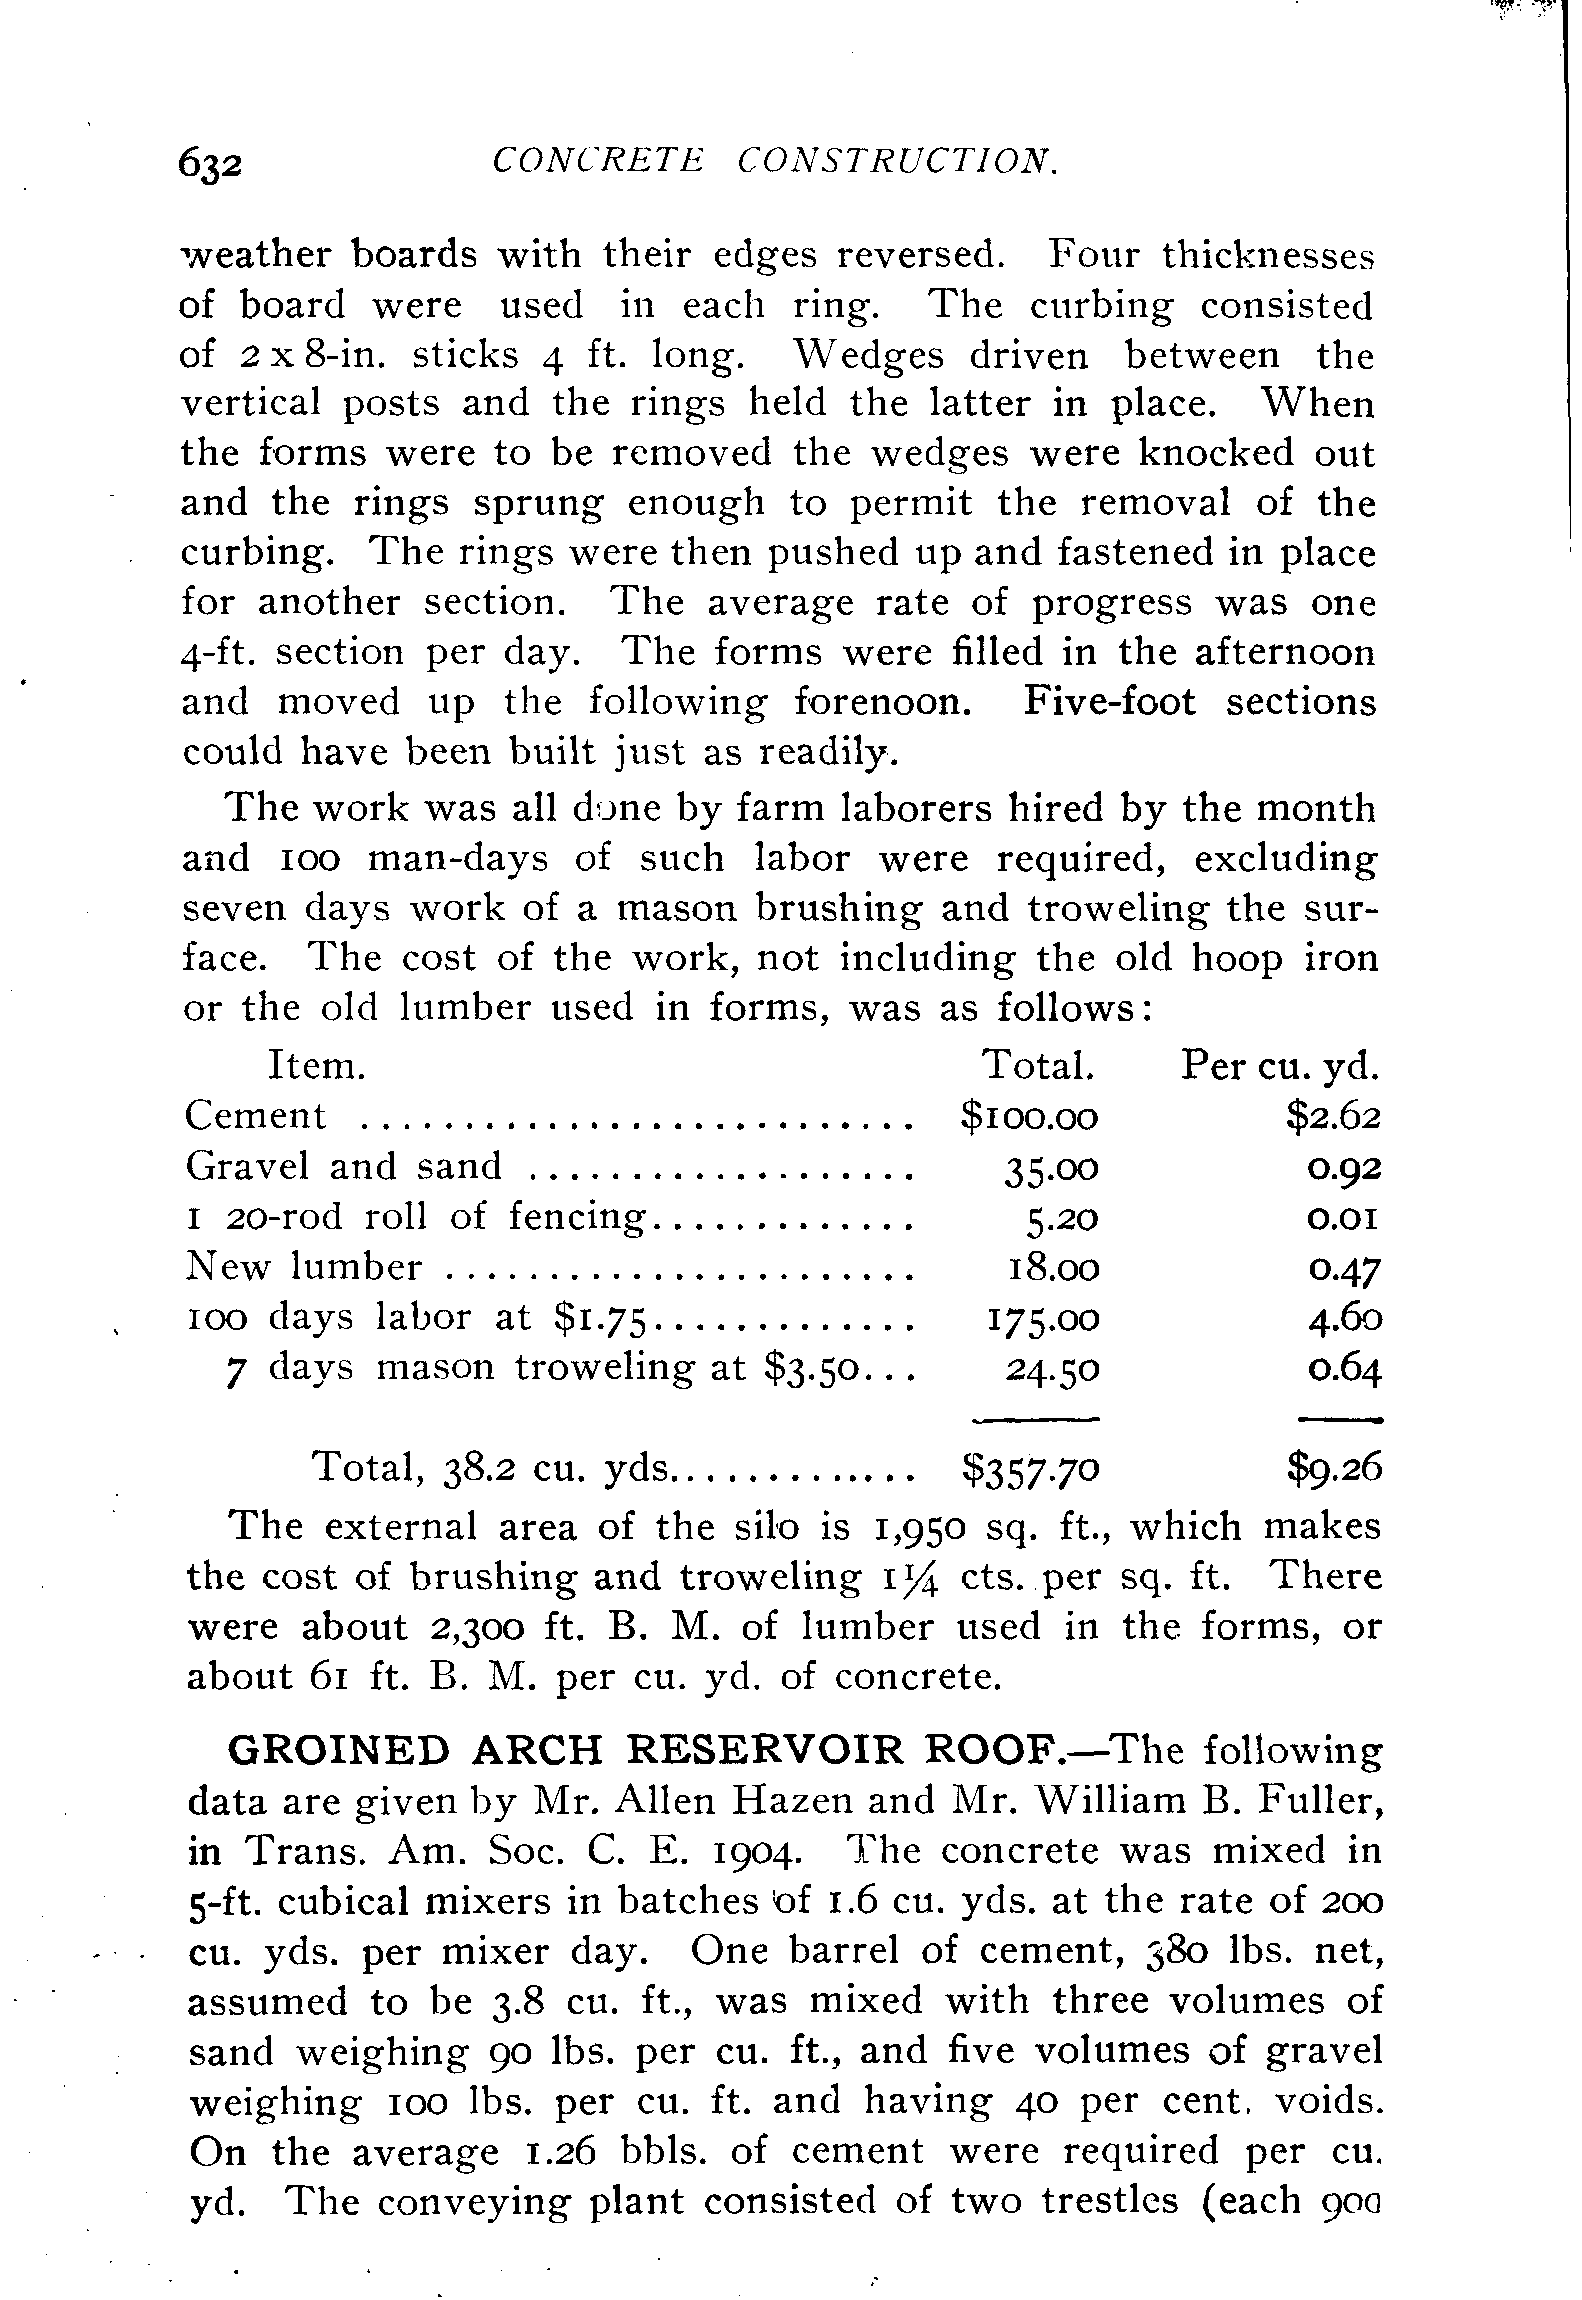 632 CONCRETE CONSTRUCTION.
weather boards with their edges reversed. Four thicknesses
of board were used in each ring. The curbing consisted
of 2 x 8-in. sticks 4 ft. long. Wedges driven between the
vertical posts and the rings held the latter in place. When
the forms were to be removed the wedges were knocked out
and the rings sprung enough to permit the removal of the
curbing. The rings were then pushed up and fastened in place
for another section. The average rate of progress was one
4-ft. section per day. The forms were filled in the afternoon
and moved up the following forenoon. Five-foot sections
could have been built just as readily.
The work was all done by farm laborers hired by the month
and 100 man-days of such labor were required, excluding
seven days work of a mason brushing and troweling the sur-
face. The cost of the work, not including the old hoop iron
or the old lumber used in forms, was as follows:
Item. Total. Per cu. yd.
Cement ........................... $100.00 $2.62
Gravel and sand ................... 35.00 0.92
1 20-rod roll of fencing............. 5.20 0.01
New lumber ....................... 18.00 0.47
100 days labor at $1.75............. 175.00 4.60
7 days mason troweling at $3.50... 24.50 0.64
Total, 38.2 cu. yds............. $357.70 $9.26
The external area of the silo is 1,950 sq. ft., which makes
the cost of brushing and troweling 1¼ cts. per sq. ft. There
were about 2,300 ft. B. M. of lumber used in the forms, or
about 61 ft. B. M. per cu. yd. of concrete.
GROINED ARCH RESERVOIR ROOF.—The following
data are given by Mr. Allen Hazen and Mr. William B. Fuller,
in Trans. Am. Soc. C. E. 1904. The concrete was mixed in
5-ft. cubical mixers in batches of 1.6 cu. yds. at the rate of 200
cu. yds. per mixer day. One barrel of cement, 380 lbs. net,
assumed to be 3.8 cu. ft., was mixed with three volumes of
sand weighing 90 lbs. per cu. ft., and five volumes of gravel
weighing 100 lbs. per cu. ft. and having 40 per cent. voids.
On the average 1.26 bbls. of cement were required per cu.
yd. The conveying plant consisted of two trestles (each 900